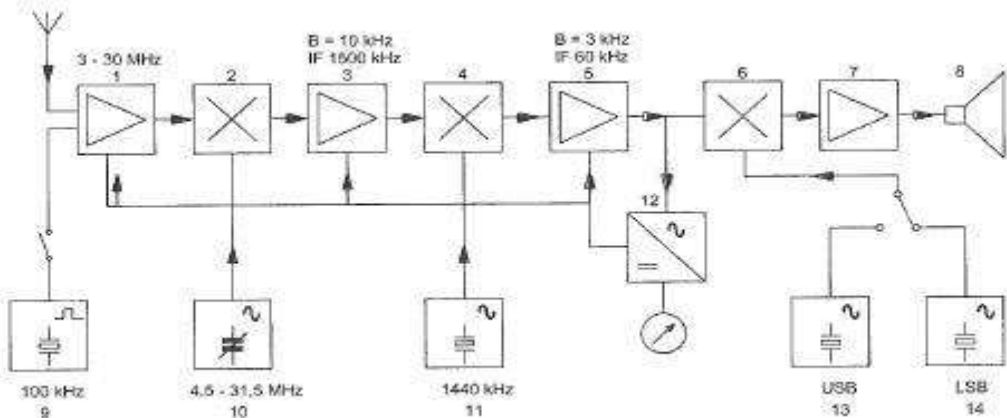 3 - 30 MHz
1
2
B = 10 kHz
IF 1500 kHz
3
4
B = 3 kHz
IF 60 kHz
5
6
7
8
12
100 kHz
9
4,5 - 31,5 MHz
10
1440 kHz
11
USB
13
LSB
14